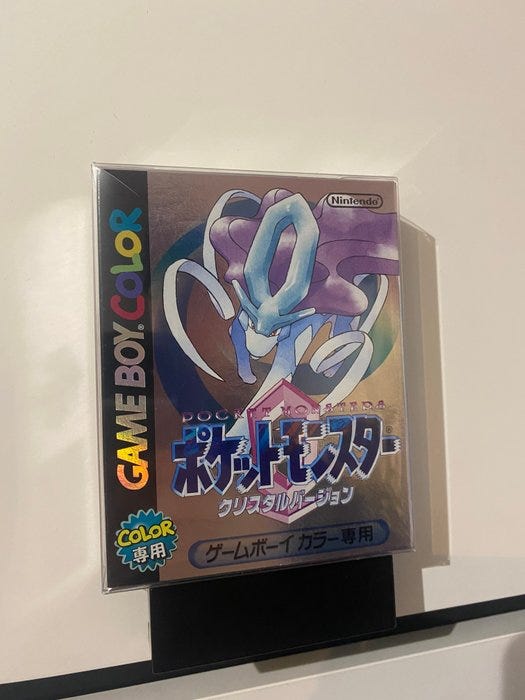 Nintendo
GAME BOY COLOR
POCKET MONSTERS
ポケットモンスター
クリスタルバージョン
COLOR
専用
ゲームボーイ カラー専用